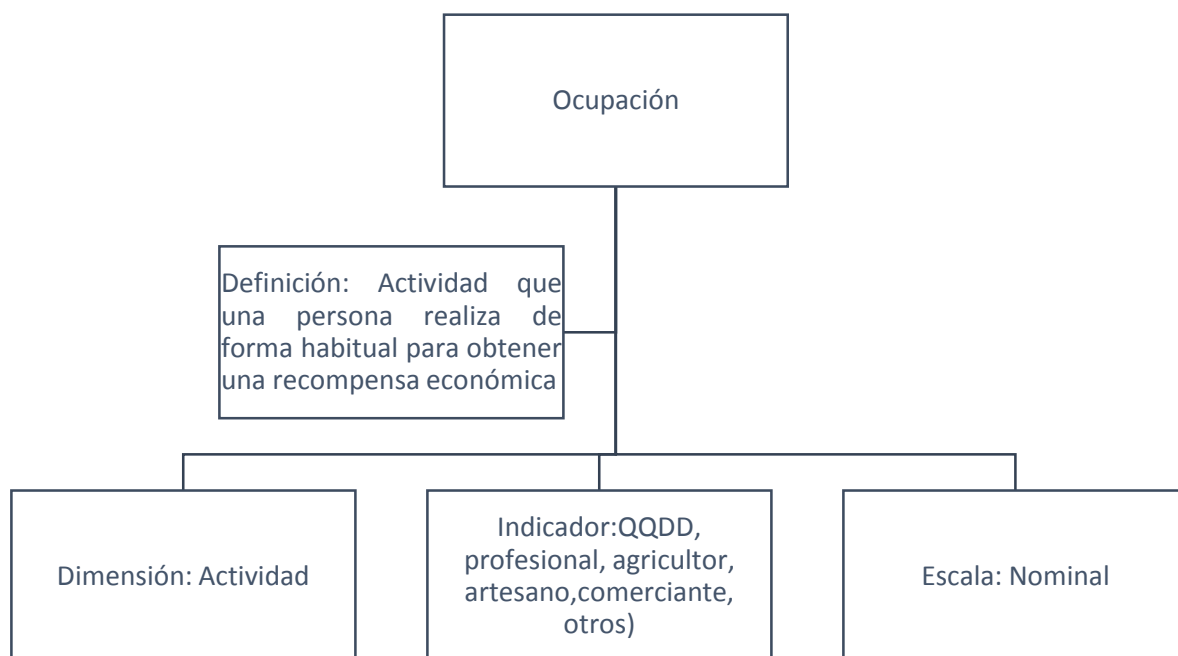 Ocupación
Definición: Actividad que
una persona realiza de
forma habitual para obtener
una recompensa económica
Dimensión: Actividad
Indicador:QQDD,
profesional, agricultor,
artesano,comerciante,
otros)
Escala: Nominal